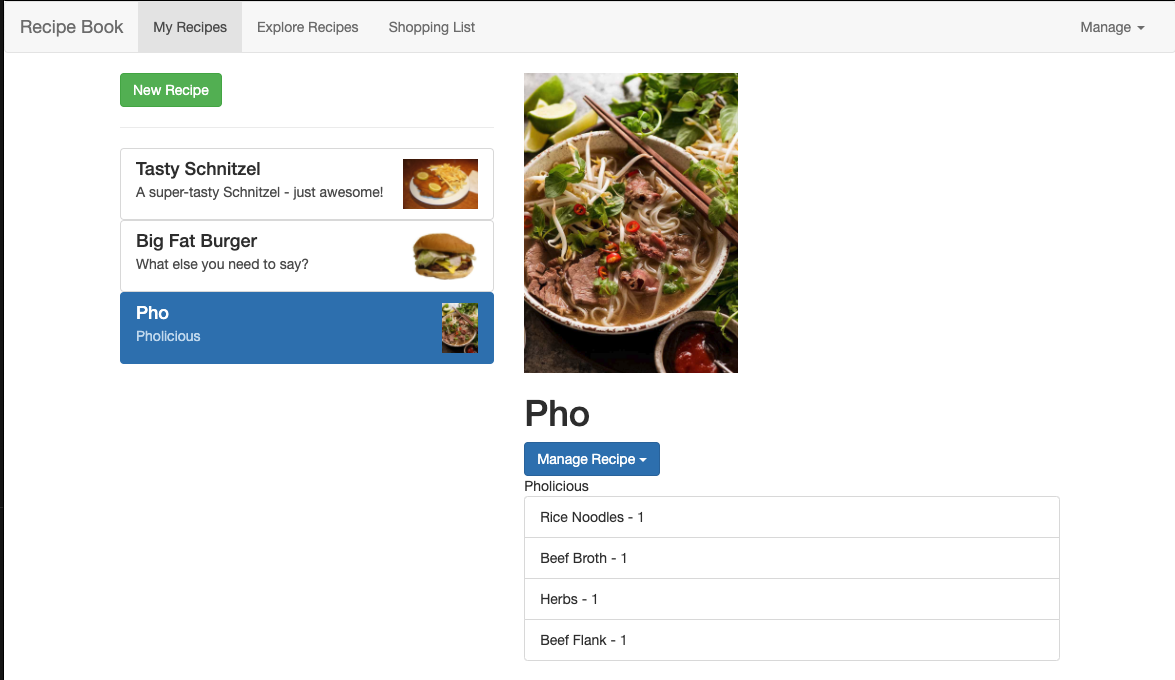 Recipe Book
My Recipes
Explore Recipes
Shopping List
Manage
New Recipe
Tasty Schnitzel
A super-tasty Schnitzel - just awesome!
Big Fat Burger
What else you need to say?
Pho
Pholicious
Pho
Manage Recipe
Pholicious
Rice Noodles - 1
Beef Broth - 1
Herbs - 1
Beef Flank - 1